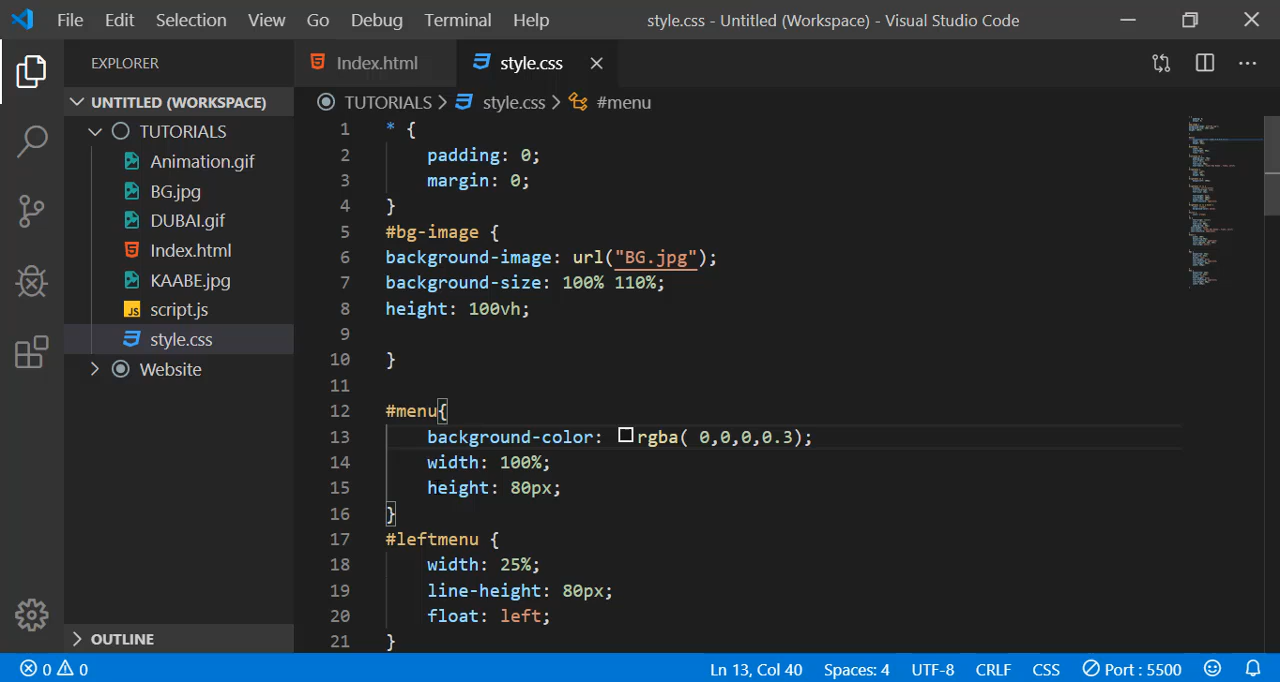 File Edit Selection View Go Debug Terminal Help style.css - Untitled (Workspace) - Visual Studio Code
EXPLORER
UNTITLED (WORKSPACE)
TUTORIALS
Animation.gif
BG.jpg
DUBAI.gif
Index.html
KAABE.jpg
JS script.js
style.css
Website
OUTLINE
Index.html style.css
TUTORIALS > style.css > #menu
1 * {
2 padding: 0;
3 margin: 0;
4 }
5 #bg-image {
6 background-image: url("BG.jpg");
7 background-size: 100% 110%;
8 height: 100vh;
9
10 }
11
12 #menu{
13 background-color: rgba( 0,0,0,0.3);
14 width: 100%;
15 height: 80px;
16 }
17 #leftmenu {
18 width: 25%;
19 line-height: 80px;
20 float: left;
21 }
0 0 Ln 13, Col 40 Spaces: 4 UTF-8 CRLF CSS Port : 5500